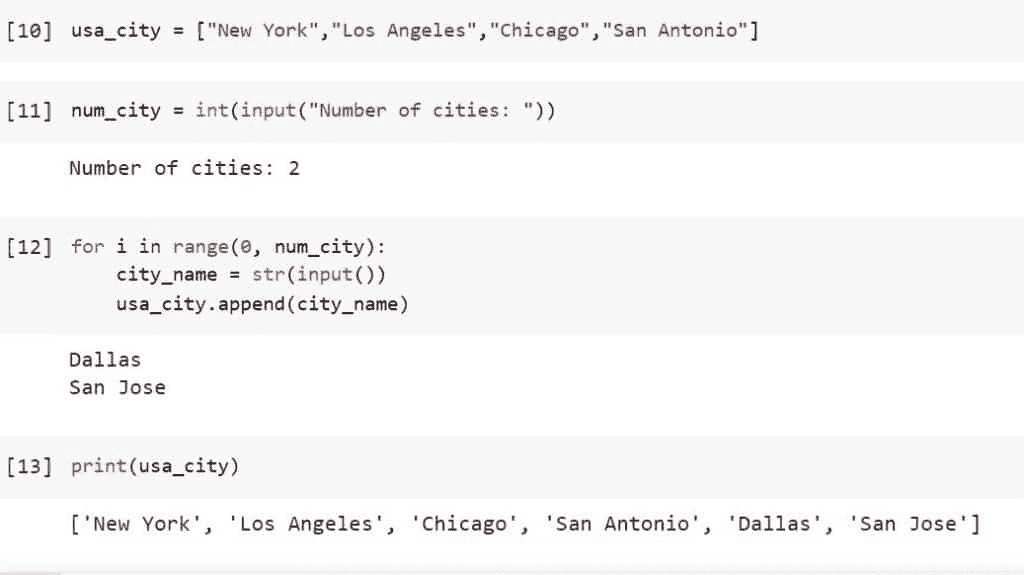 [10] usa_city = ["New York","Los Angeles","Chicago","San Antonio"]
[11] num_city = int(input("Number of cities: "))
Number of cities: 2
[12] for i in range(0, num_city):
city_name = str(input())
usa_city.append(city_name)
Dallas
San Jose
[13] print(usa_city)
['New York', 'Los Angeles', 'Chicago', 'San Antonio', 'Dallas', 'San Jose']